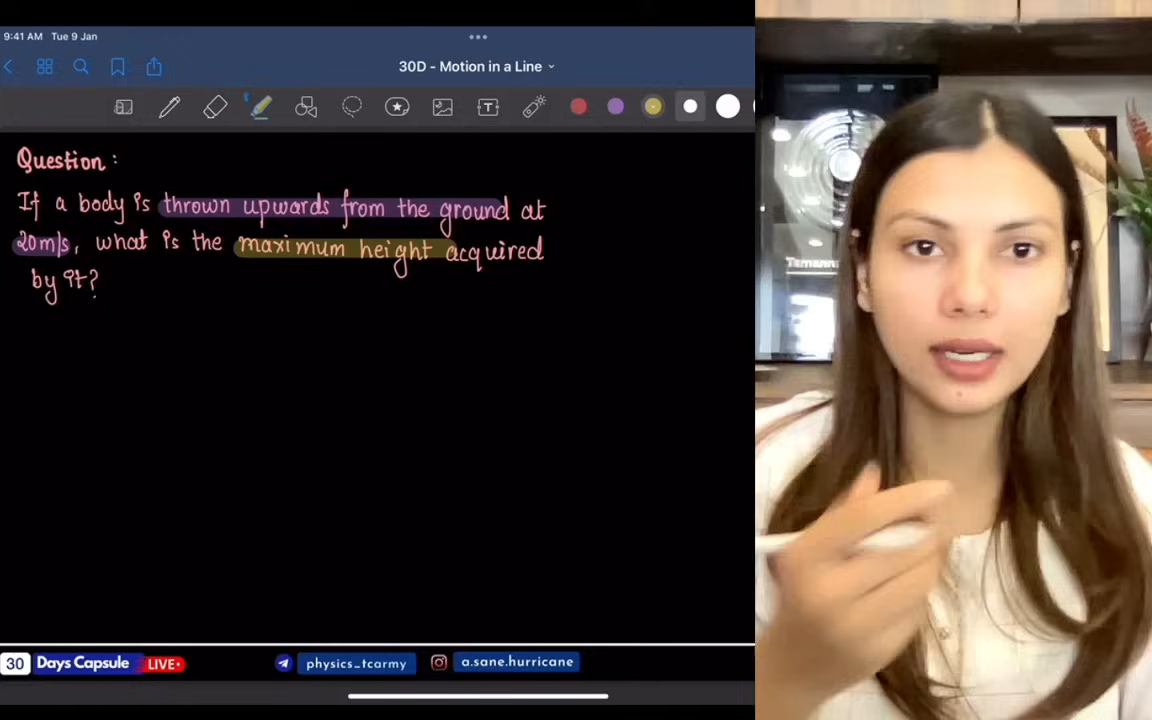 9:41 AM Tue 9 Jan
30D - Motion in a Line
Question:
If a body is thrown upwards from the ground at
20m/s, what is the maximum height acquired
by it?
30 Days Capsule LIVE
physics_tcarmy
a.sane.hurricane